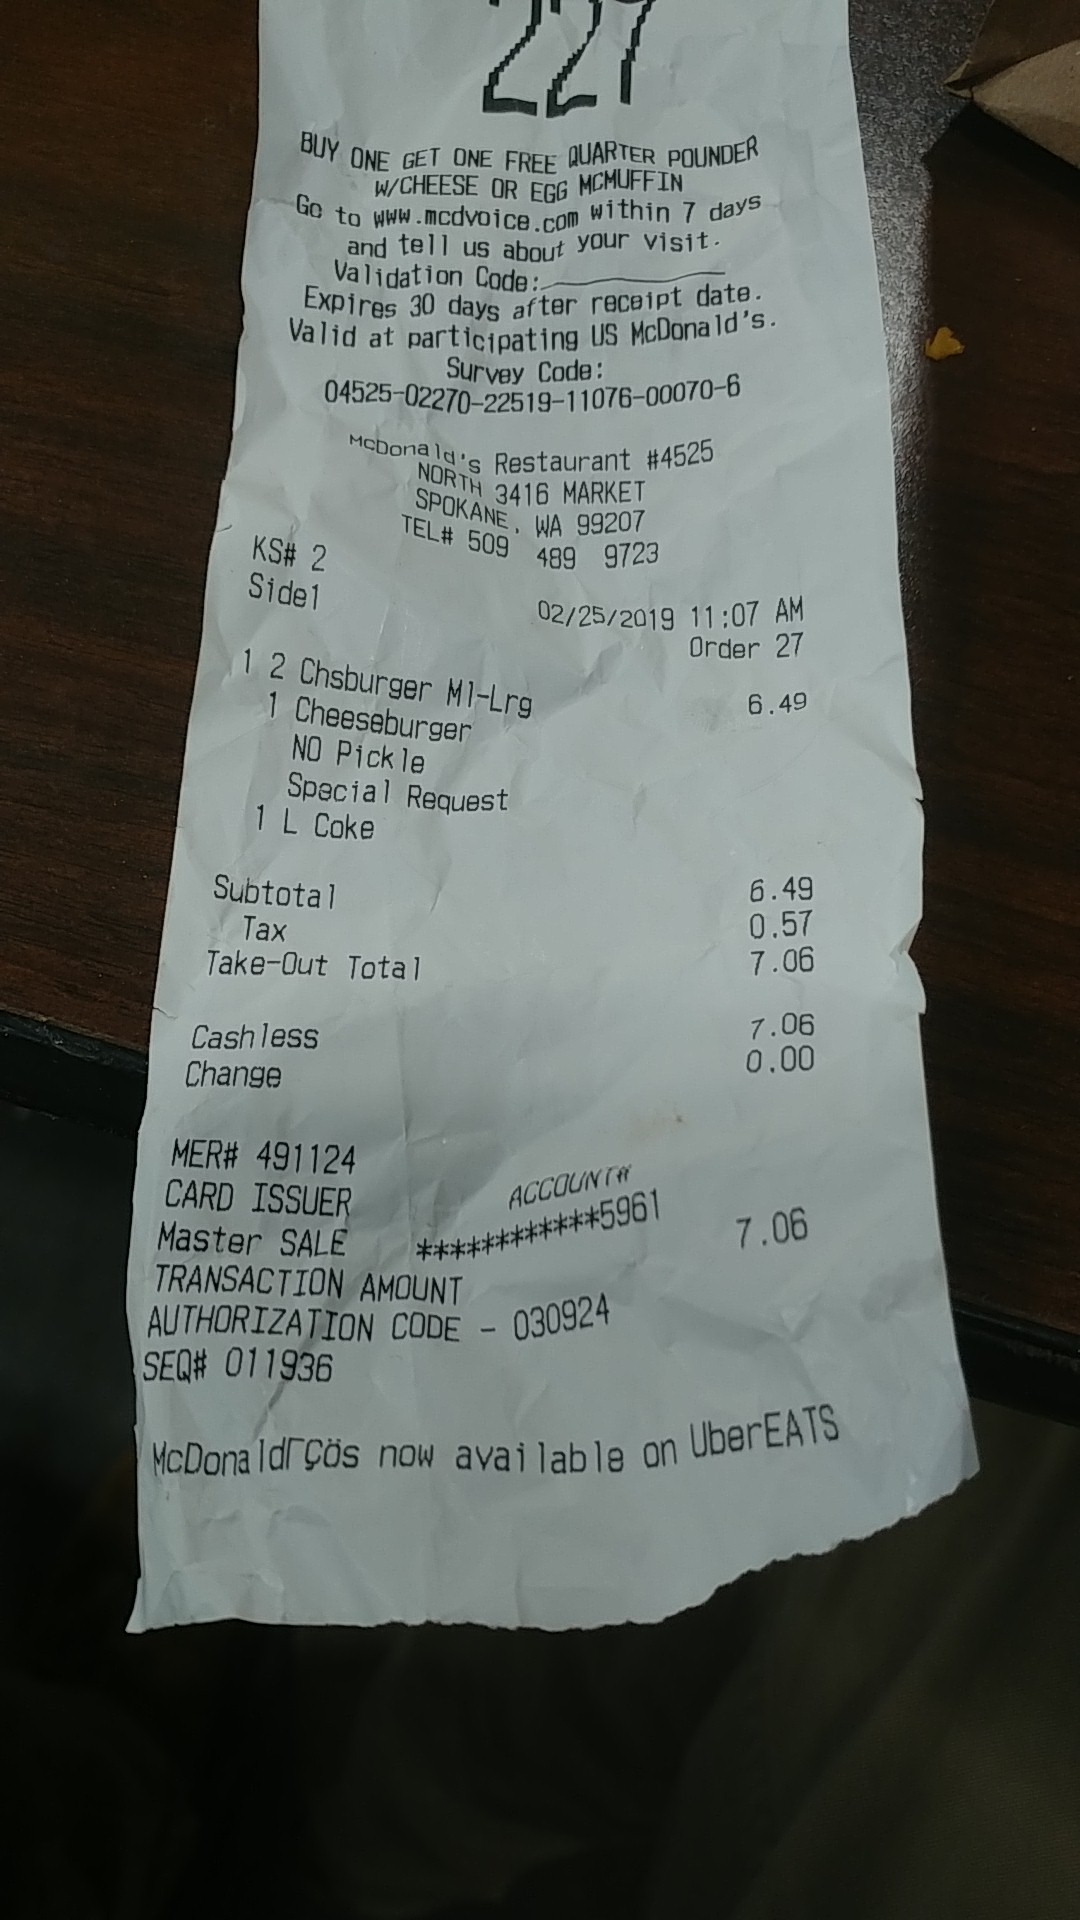 227
BUY ONE GET ONE FREE QUARTER POUNDER
W/CHEESE OR EGG MCMUFFIN
Go to www.mcdvoice.com within 7 days
and tell us about your visit.
Validation Code:
Expires 30 days after receipt date.
Valid at participating US McDonald's.
Survey Code:
04525-02270-22519-11076-00070-6
McDonald's Restaurant #4525
NORTH 3416 MARKET
SPOKANE, WA 99207
TEL# 509 489 9723
KS# 2
Side1 02/25/2019 11:07 AM
Order 27
1 2 Chsburger Ml-Lrg 6.49
1 Cheeseburger
NO Pickle
Special Request
1 L Coke
Subtotal 6.49
Tax 0.57
Take-Out Total 7.06
Cashless 7.06
Change 0.00
MER# 491124
CARD ISSUER ACCOUNT#
Master SALE ************5961
TRANSACTION AMOUNT 7.06
AUTHORIZATION CODE - 030924
SEQ# 011936
McDonaldΓÇös now available on UberEATS